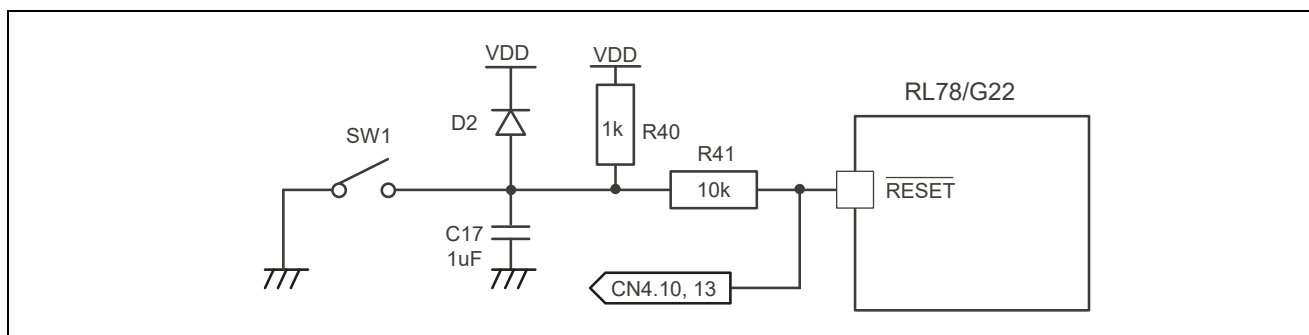 VDD
VDD
RL78/G22
D2
1k
R40
SW1
R41
10k
RESET
C17
1uF
CN4.10, 13